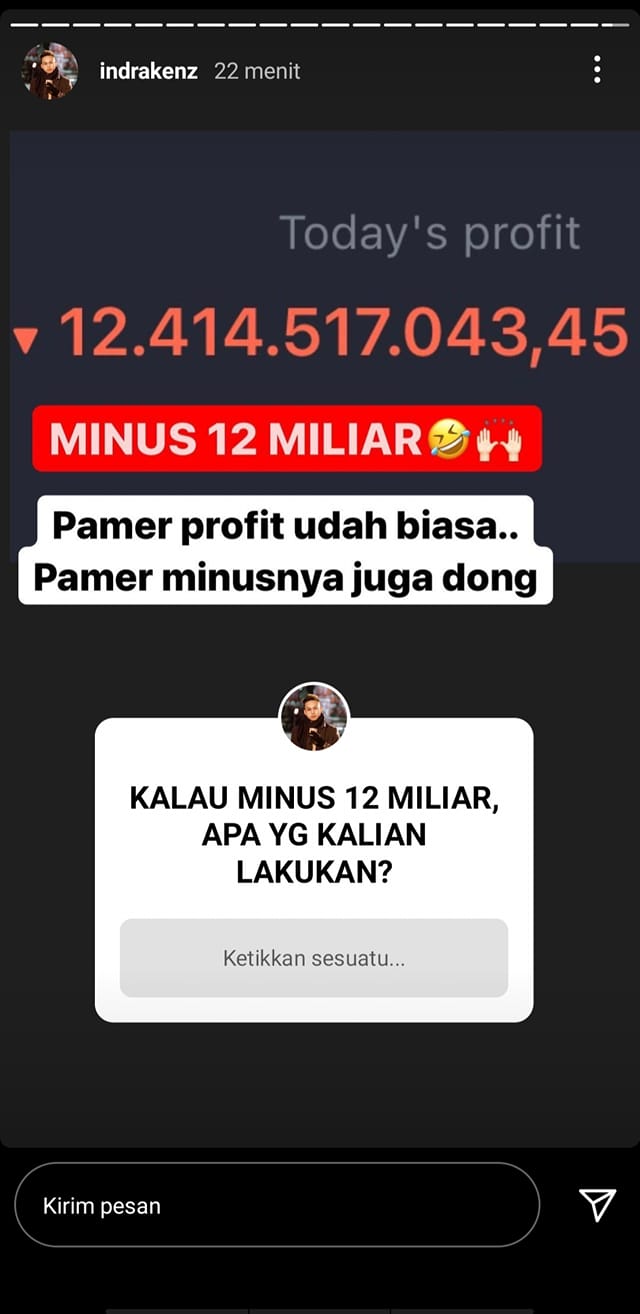 indrakenz 22 menit
Today's profit
▼ 12.414.517.043,45
MINUS 12 MILIAR🤣🙌🏻
Pamer profit udah biasa..
Pamer minusnya juga dong
KALAU MINUS 12 MILIAR,
APA YG KALIAN
LAKUKAN?
Ketikkan sesuatu...
Kirim pesan